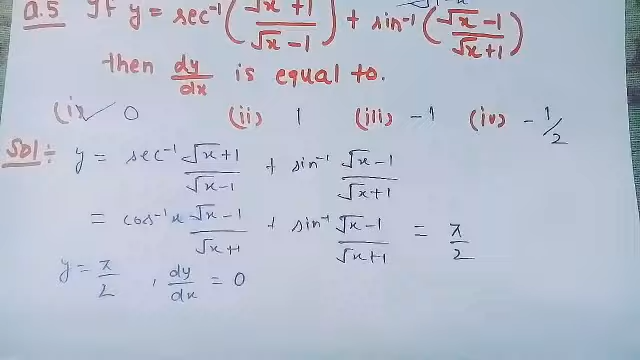 Q.5 If y = sec⁻¹(√x +1 / √x −1) + sin⁻¹(√x −1 / √x +1)
then dy/dx is equal to.
(i) ✓ 0 (ii) 1 (iii) −1 (iv) −1/2
Sol÷ y = sec⁻¹ √x +1 / √x −1 + sin⁻¹ √x −1 / √x +1
= cos⁻¹ x √x −1 / √x +1 + sin⁻¹ √x −1 / √x +1 = π/2
y = π/2 , dy/dx = 0